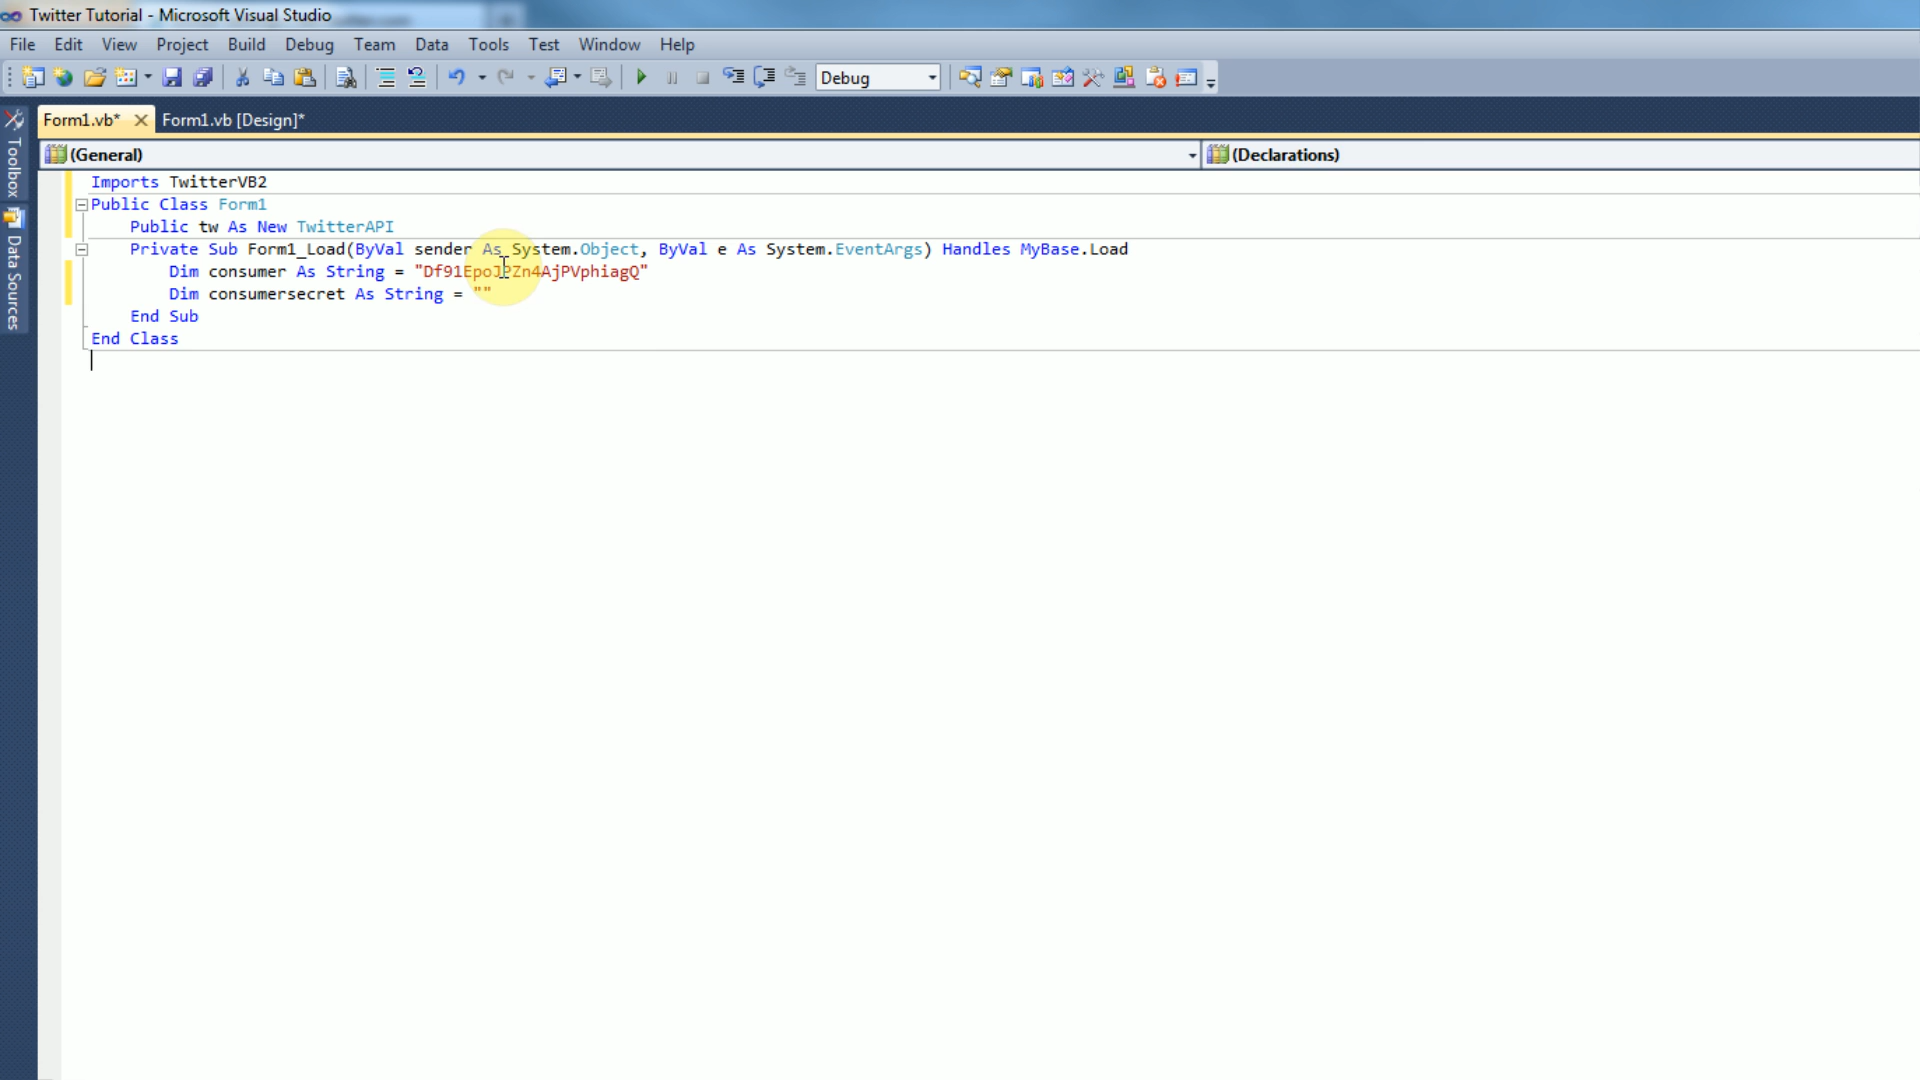 Twitter Tutorial - Microsoft Visual Studio
File Edit View Project Build Debug Team Data Tools Test Window Help
Debug
Form1.vb* Form1.vb [Design]*
Toolbox
Data Sources
(General) (Declarations)
Imports TwitterVB2
Public Class Form1
Public tw As New TwitterAPI
Private Sub Form1_Load(ByVal sender As System.Object, ByVal e As System.EventArgs) Handles MyBase.Load
Dim consumer As String = "Df91EpoJPZn4AjPVphiagQ"
Dim consumersecret As String = ""
End Sub
End Class